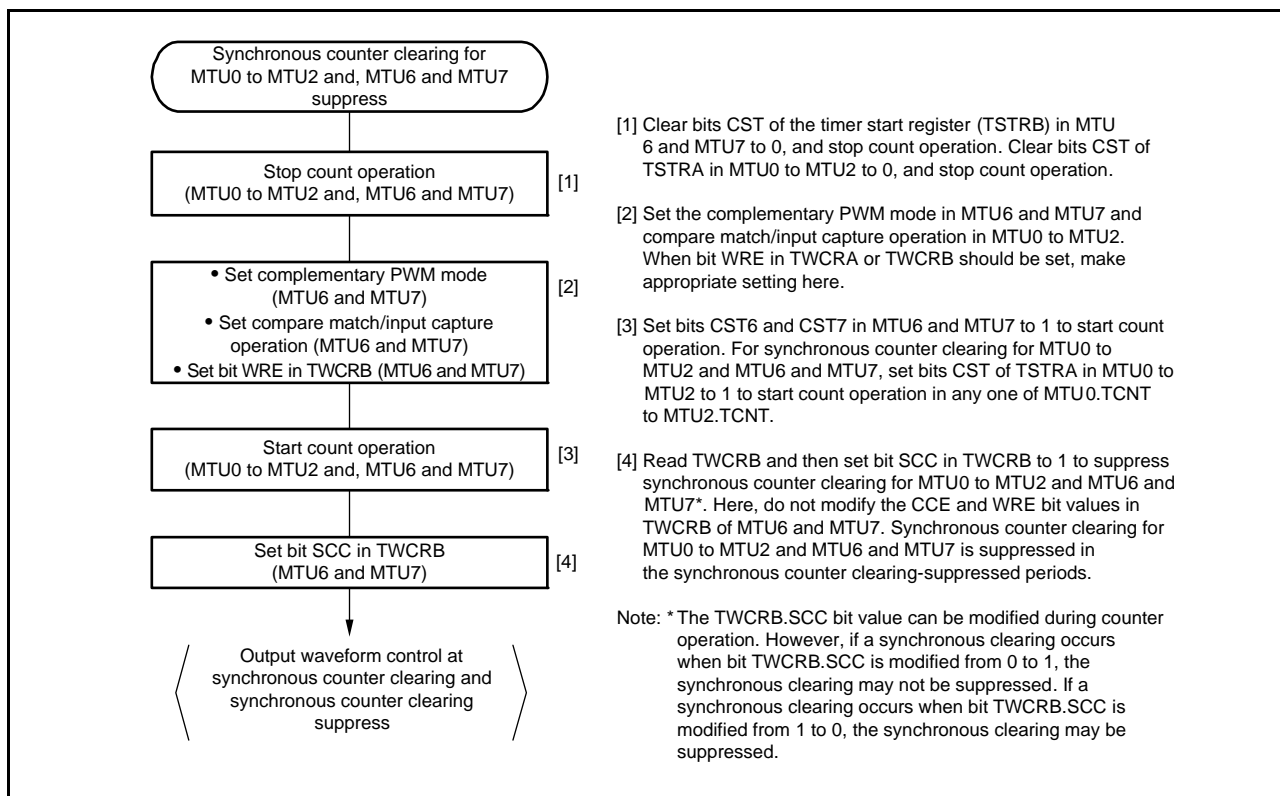 Synchronous counter clearing for
MTU0 to MTU2 and, MTU6 and MTU7
suppress
Stop count operation
(MTU0 to MTU2 and, MTU6 and MTU7)
[1]
• Set complementary PWM mode
(MTU6 and MTU7)
• Set compare match/input capture
operation (MTU6 and MTU7)
• Set bit WRE in TWCRB (MTU6 and MTU7)
[2]
Start count operation
(MTU0 to MTU2 and, MTU6 and MTU7)
[3]
Set bit SCC in TWCRB
(MTU6 and MTU7)
[4]
Output waveform control at
synchronous counter clearing and
synchronous counter clearing
suppress
[1] Clear bits CST of the timer start register (TSTRB) in MTU
6 and MTU7 to 0, and stop count operation. Clear bits CST of
TSTRA in MTU0 to MTU2 to 0, and stop count operation.
[2] Set the complementary PWM mode in MTU6 and MTU7 and
compare match/input capture operation in MTU0 to MTU2.
When bit WRE in TWCRA or TWCRB should be set, make
appropriate setting here.
[3] Set bits CST6 and CST7 in MTU6 and MTU7 to 1 to start count
operation. For synchronous counter clearing for MTU0 to
MTU2 and MTU6 and MTU7, set bits CST of TSTRA in MTU0 to
MTU2 to 1 to start count operation in any one of MTU0.TCNT
to MTU2.TCNT.
[4] Read TWCRB and then set bit SCC in TWCRB to 1 to suppress
synchronous counter clearing for MTU0 to MTU2 and MTU6 and
MTU7*. Here, do not modify the CCE and WRE bit values in
TWCRB of MTU6 and MTU7. Synchronous counter clearing for
MTU0 to MTU2 and MTU6 and MTU7 is suppressed in
the synchronous counter clearing-suppressed periods.
Note: * The TWCRB.SCC bit value can be modified during counter
operation. However, if a synchronous clearing occurs
when bit TWCRB.SCC is modified from 0 to 1, the
synchronous clearing may not be suppressed. If a
synchronous clearing occurs when bit TWCRB.SCC is
modified from 1 to 0, the synchronous clearing may be
suppressed.